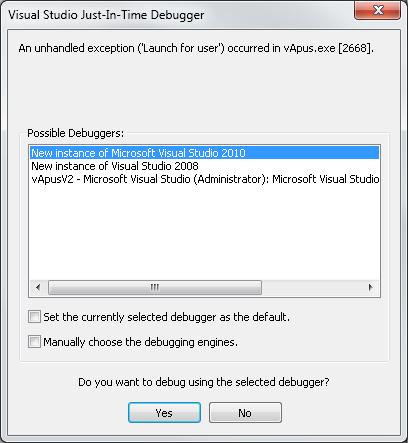 Visual Studio Just-In-Time Debugger
An unhandled exception ('Launch for user') occurred in vApus.exe [2668].
Possible Debuggers:
New instance of Microsoft Visual Studio 2010
New instance of Visual Studio 2008
vApusV2 - Microsoft Visual Studio (Administrator): Microsoft Visual Studio
Set the currently selected debugger as the default.
Manually choose the debugging engines.
Do you want to debug using the selected debugger?
Yes
No